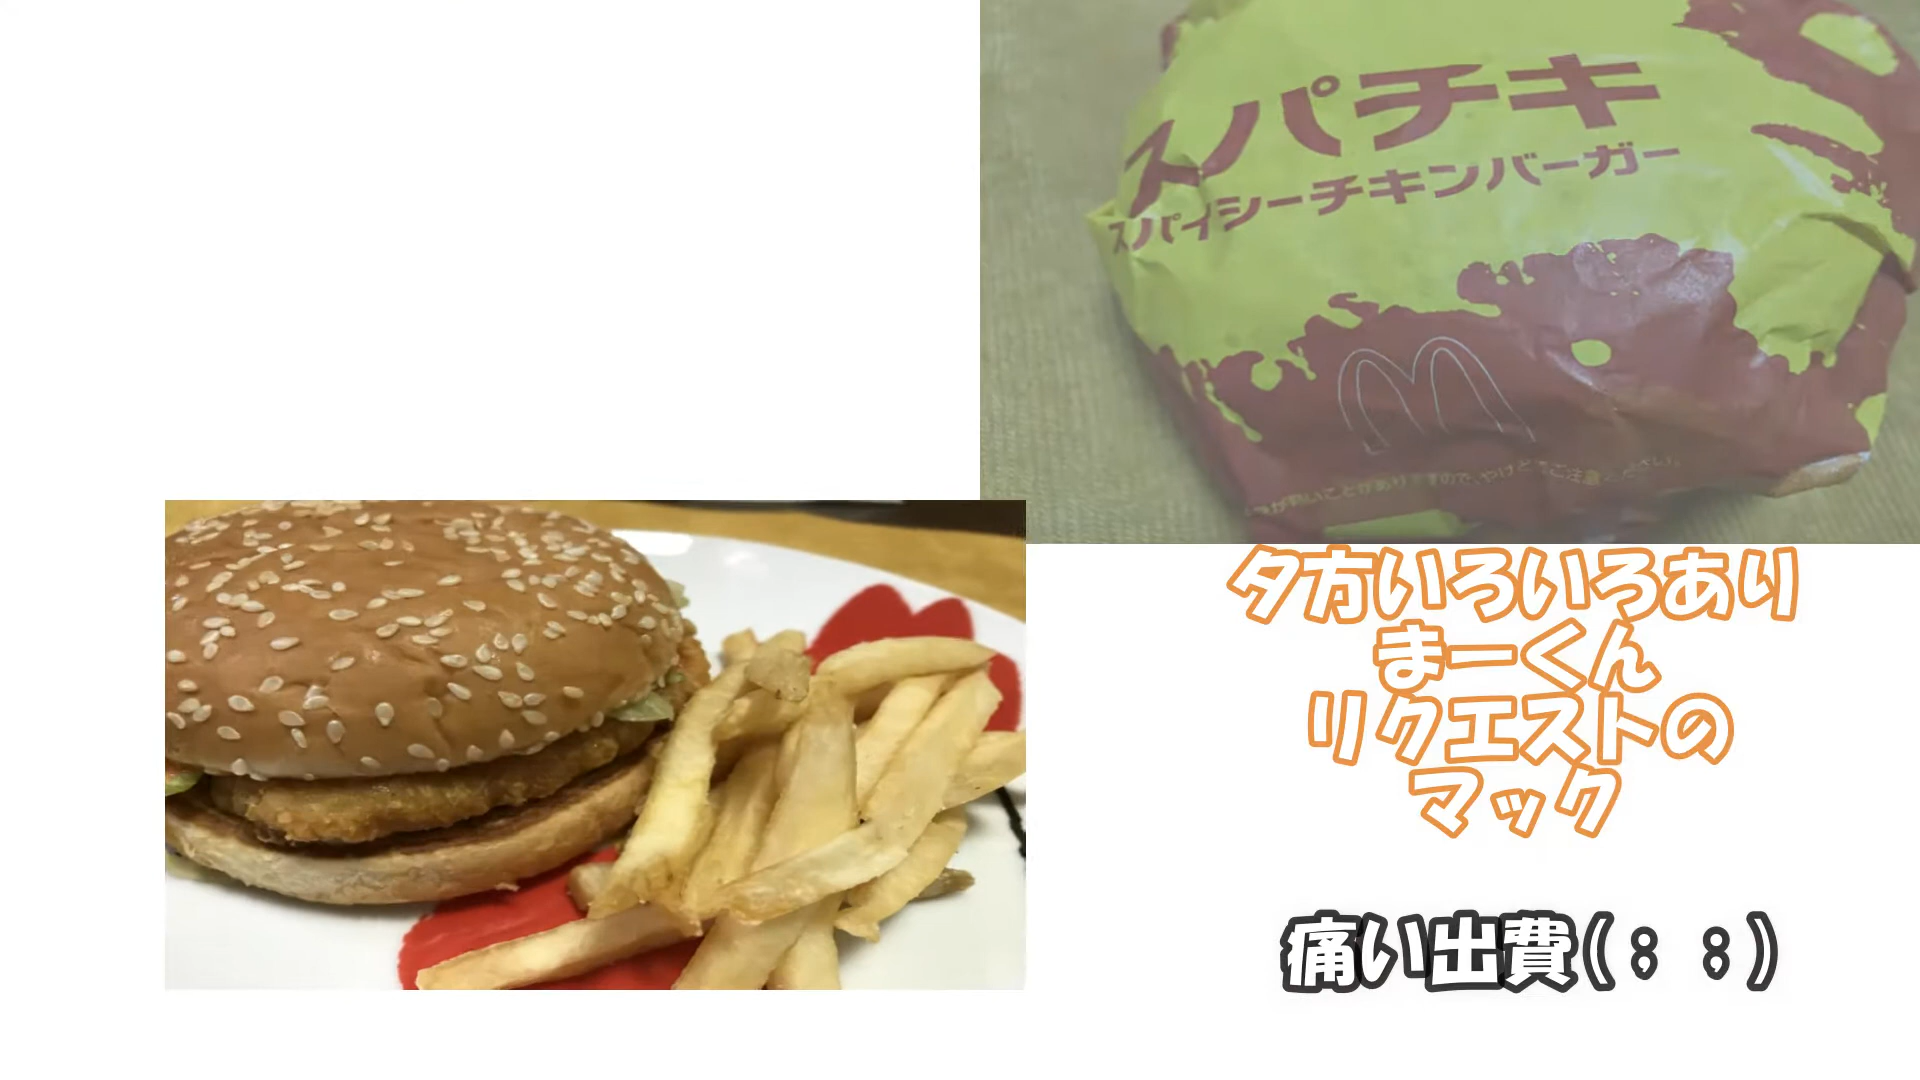 スパチキ
スパイシーチキンバーガー
夕方いろいろあり
まーくん
リクエストの
マック
痛い出費(; ;)